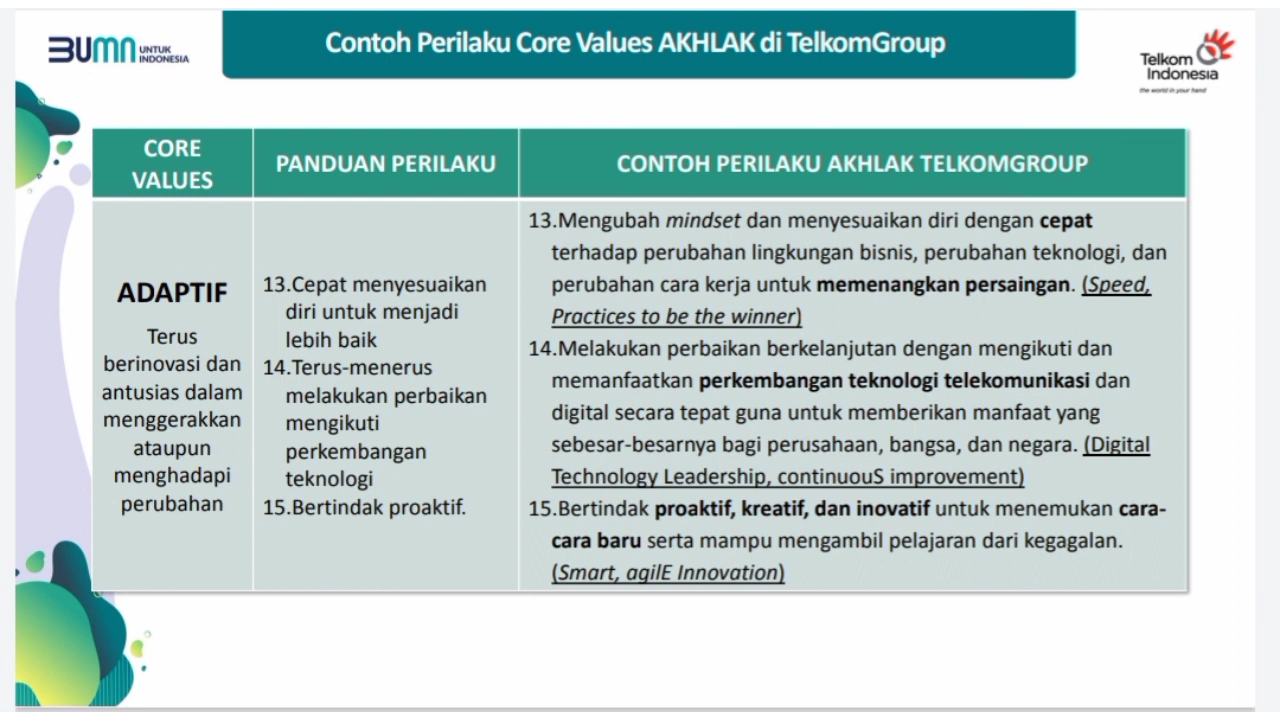 BUMN UNTUK
INDONESIA
Contoh Perilaku Core Values AKHLAK di TelkomGroup
Telkom
Indonesia
the world in your hand
CORE
VALUES
PANDUAN PERILAKU
CONTOH PERILAKU AKHLAK TELKOMGROUP
ADAPTIF
Terus
berinovasi dan
antusias dalam
menggerakkan
ataupun
menghadapi
perubahan
13.Cepat menyesuaikan
diri untuk menjadi
lebih baik
14.Terus-menerus
melakukan perbaikan
mengikuti
perkembangan
teknologi
15.Bertindak proaktif.
13.Mengubah mindset dan menyesuaikan diri dengan cepat
terhadap perubahan lingkungan bisnis, perubahan teknologi, dan
perubahan cara kerja untuk memenangkan persaingan. (Speed,
Practices to be the winner)
14.Melakukan perbaikan berkelanjutan dengan mengikuti dan
memanfaatkan perkembangan teknologi telekomunikasi dan
digital secara tepat guna untuk memberikan manfaat yang
sebesar-besarnya bagi perusahaan, bangsa, dan negara. (Digital
Technology Leadership, continuouS improvement)
15.Bertindak proaktif, kreatif, dan inovatif untuk menemukan cara-
cara baru serta mampu mengambil pelajaran dari kegagalan.
(Smart, agilE Innovation)